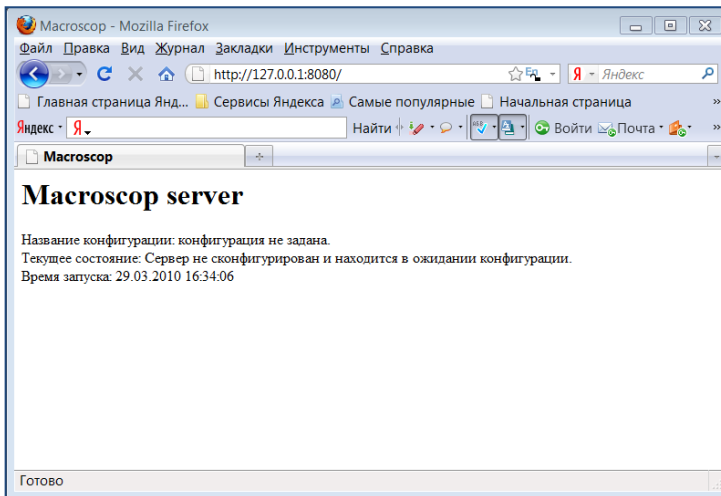 Macroscop - Mozilla Firefox
Файл Правка Вид Журнал Закладки Инструменты Справка
http://127.0.0.1:8080/ Я Яндекс
Главная страница Янд... Сервисы Яндекса Самые популярные Начальная страница »
Яндекс Я Найти Войти Почта »
Macroscop
Macroscop server
Название конфигурации: конфигурация не задана.
Текущее состояние: Сервер не сконфигурирован и находится в ожидании конфигурации.
Время запуска: 29.03.2010 16:34:06
Готово